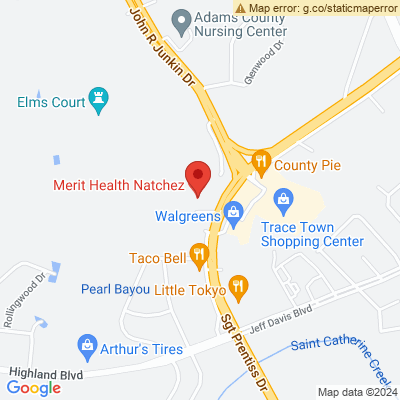 Map error: g.co/staticmaperror
Adams County
Nursing Center
John R Junkin Dr
Glenwood Dr
Elms Court
County Pie
Merit Health Natchez
Walgreens
Trace Town
Shopping Center
Taco Bell
Rollingwood Dr
Pearl Bayou
Little Tokyo
Sgt Prentiss Dr
Jeff Davis Blvd
Arthur's Tires
Saint Catherine Creek
Highland Blvd
Google
Map data ©2024